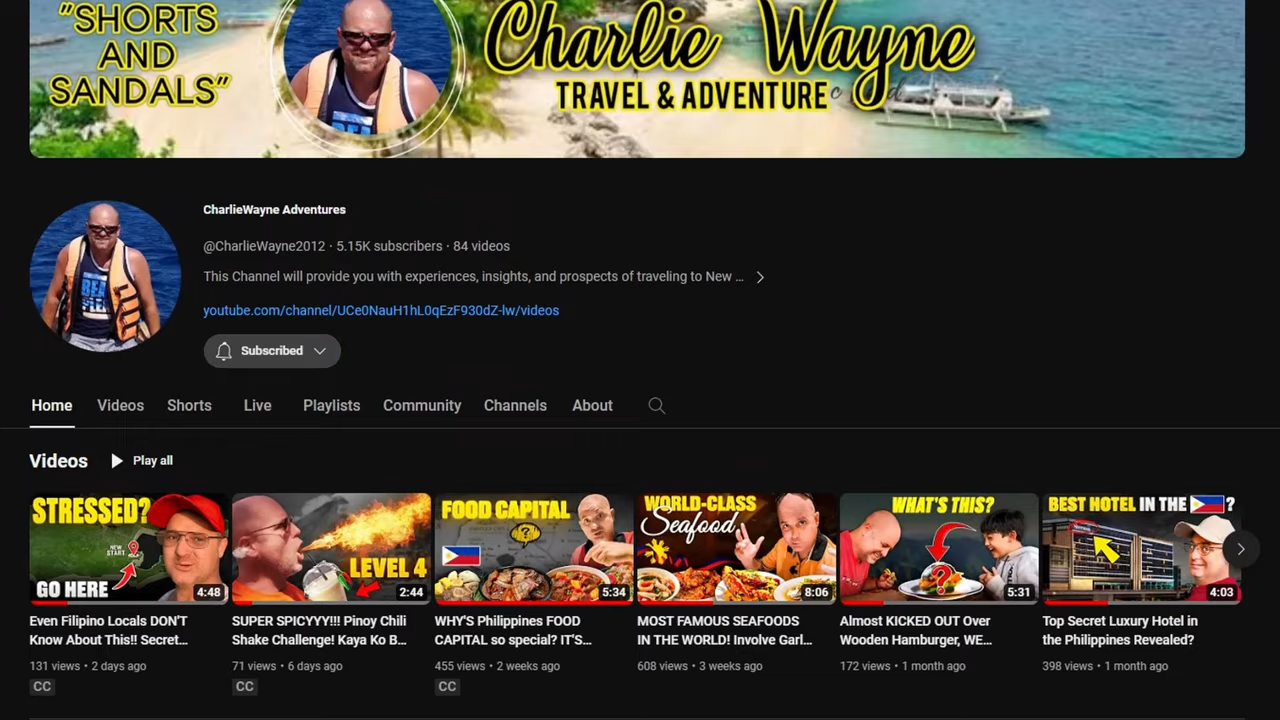 "SHORTS
AND
SANDALS"
Charlie Wayne
TRAVEL & ADVENTURE
CharlieWayne Adventures
@CharlieWayne2012 · 5.15K subscribers · 84 videos
This Channel will provide you with experiences, insights, and prospects of traveling to New ...
youtube.com/channel/UCe0NauH1hL0qEzF930dZ-lw/videos
Subscribed
Home Videos Shorts Live Playlists Community Channels About
Videos Play all
STRESSED?
NEW
START
GO HERE
4:48
LEVEL 4
2:44
FOOD CAPITAL
?
5:34
WORLD-CLASS
Seafood
8:06
WHAT'S THIS?
?
5:31
BEST HOTEL IN THE ?
4:03
Even Filipino Locals DON'T
Know About This!! Secret...
131 views • 2 days ago
CC
SUPER SPICYYY!!! Pinoy Chili
Shake Challenge! Kaya Ko B...
71 views • 6 days ago
CC
WHY'S Philippines FOOD
CAPITAL so special? IT'S...
455 views • 2 weeks ago
CC
MOST FAMOUS SEAFOODS
IN THE WORLD! Involve Garl...
608 views • 3 weeks ago
Almost KICKED OUT Over
Wooden Hamburger, WE...
172 views • 1 month ago
Top Secret Luxury Hotel in
the Philippines Revealed?
398 views • 1 month ago